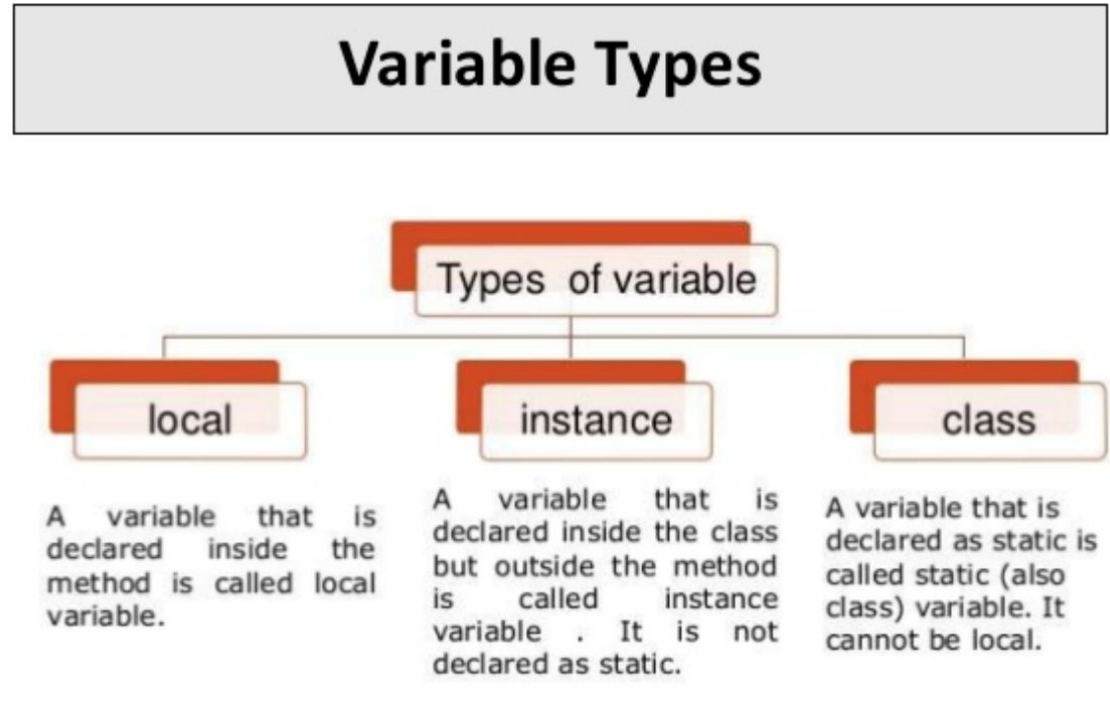 Variable Types
Types of variable
local
instance
class
A variable that is
declared inside the
method is called local
variable.
A variable that is
declared inside the class
but outside the method
is called instance
variable . It is not
declared as static.
A variable that is
declared as static is
called static (also
class) variable. It
cannot be local.